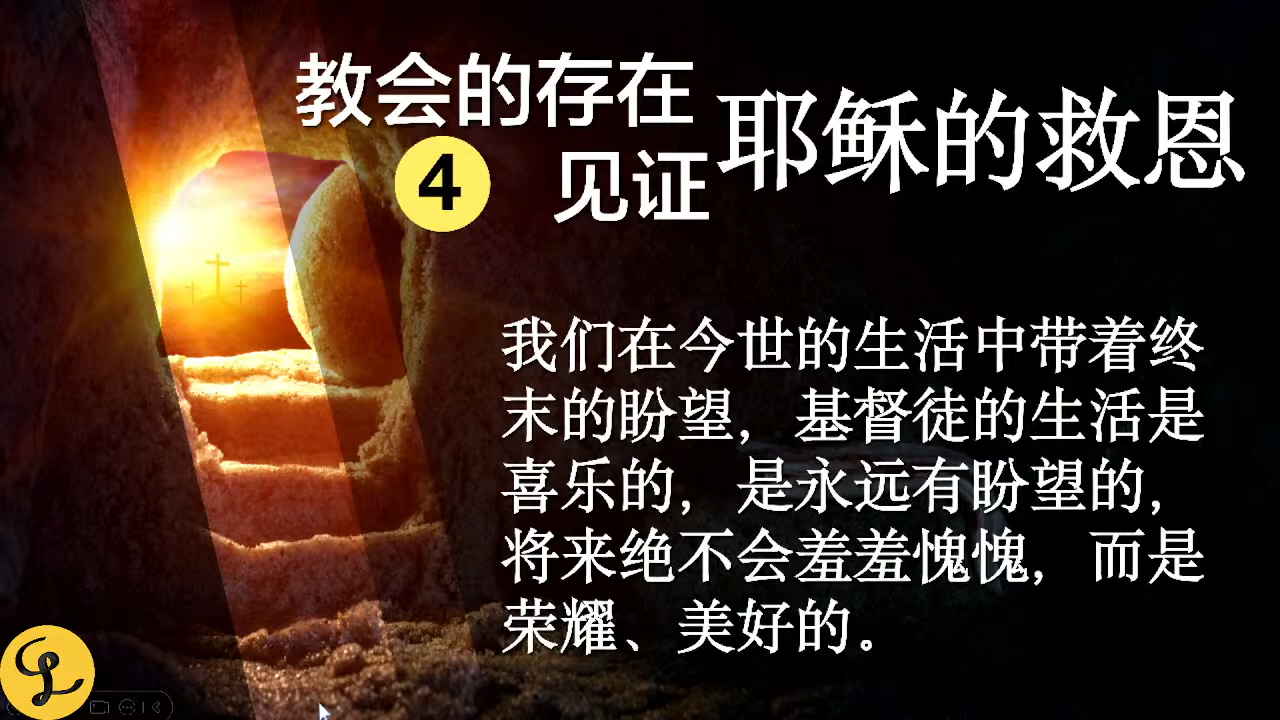 教会的存在
4 见证
耶稣的救恩
我们在今世的生活中带着终
末的盼望，基督徒的生活是
喜乐的，是永远有盼望的，
将来绝不会羞羞愧愧，而是
荣耀、美好的。